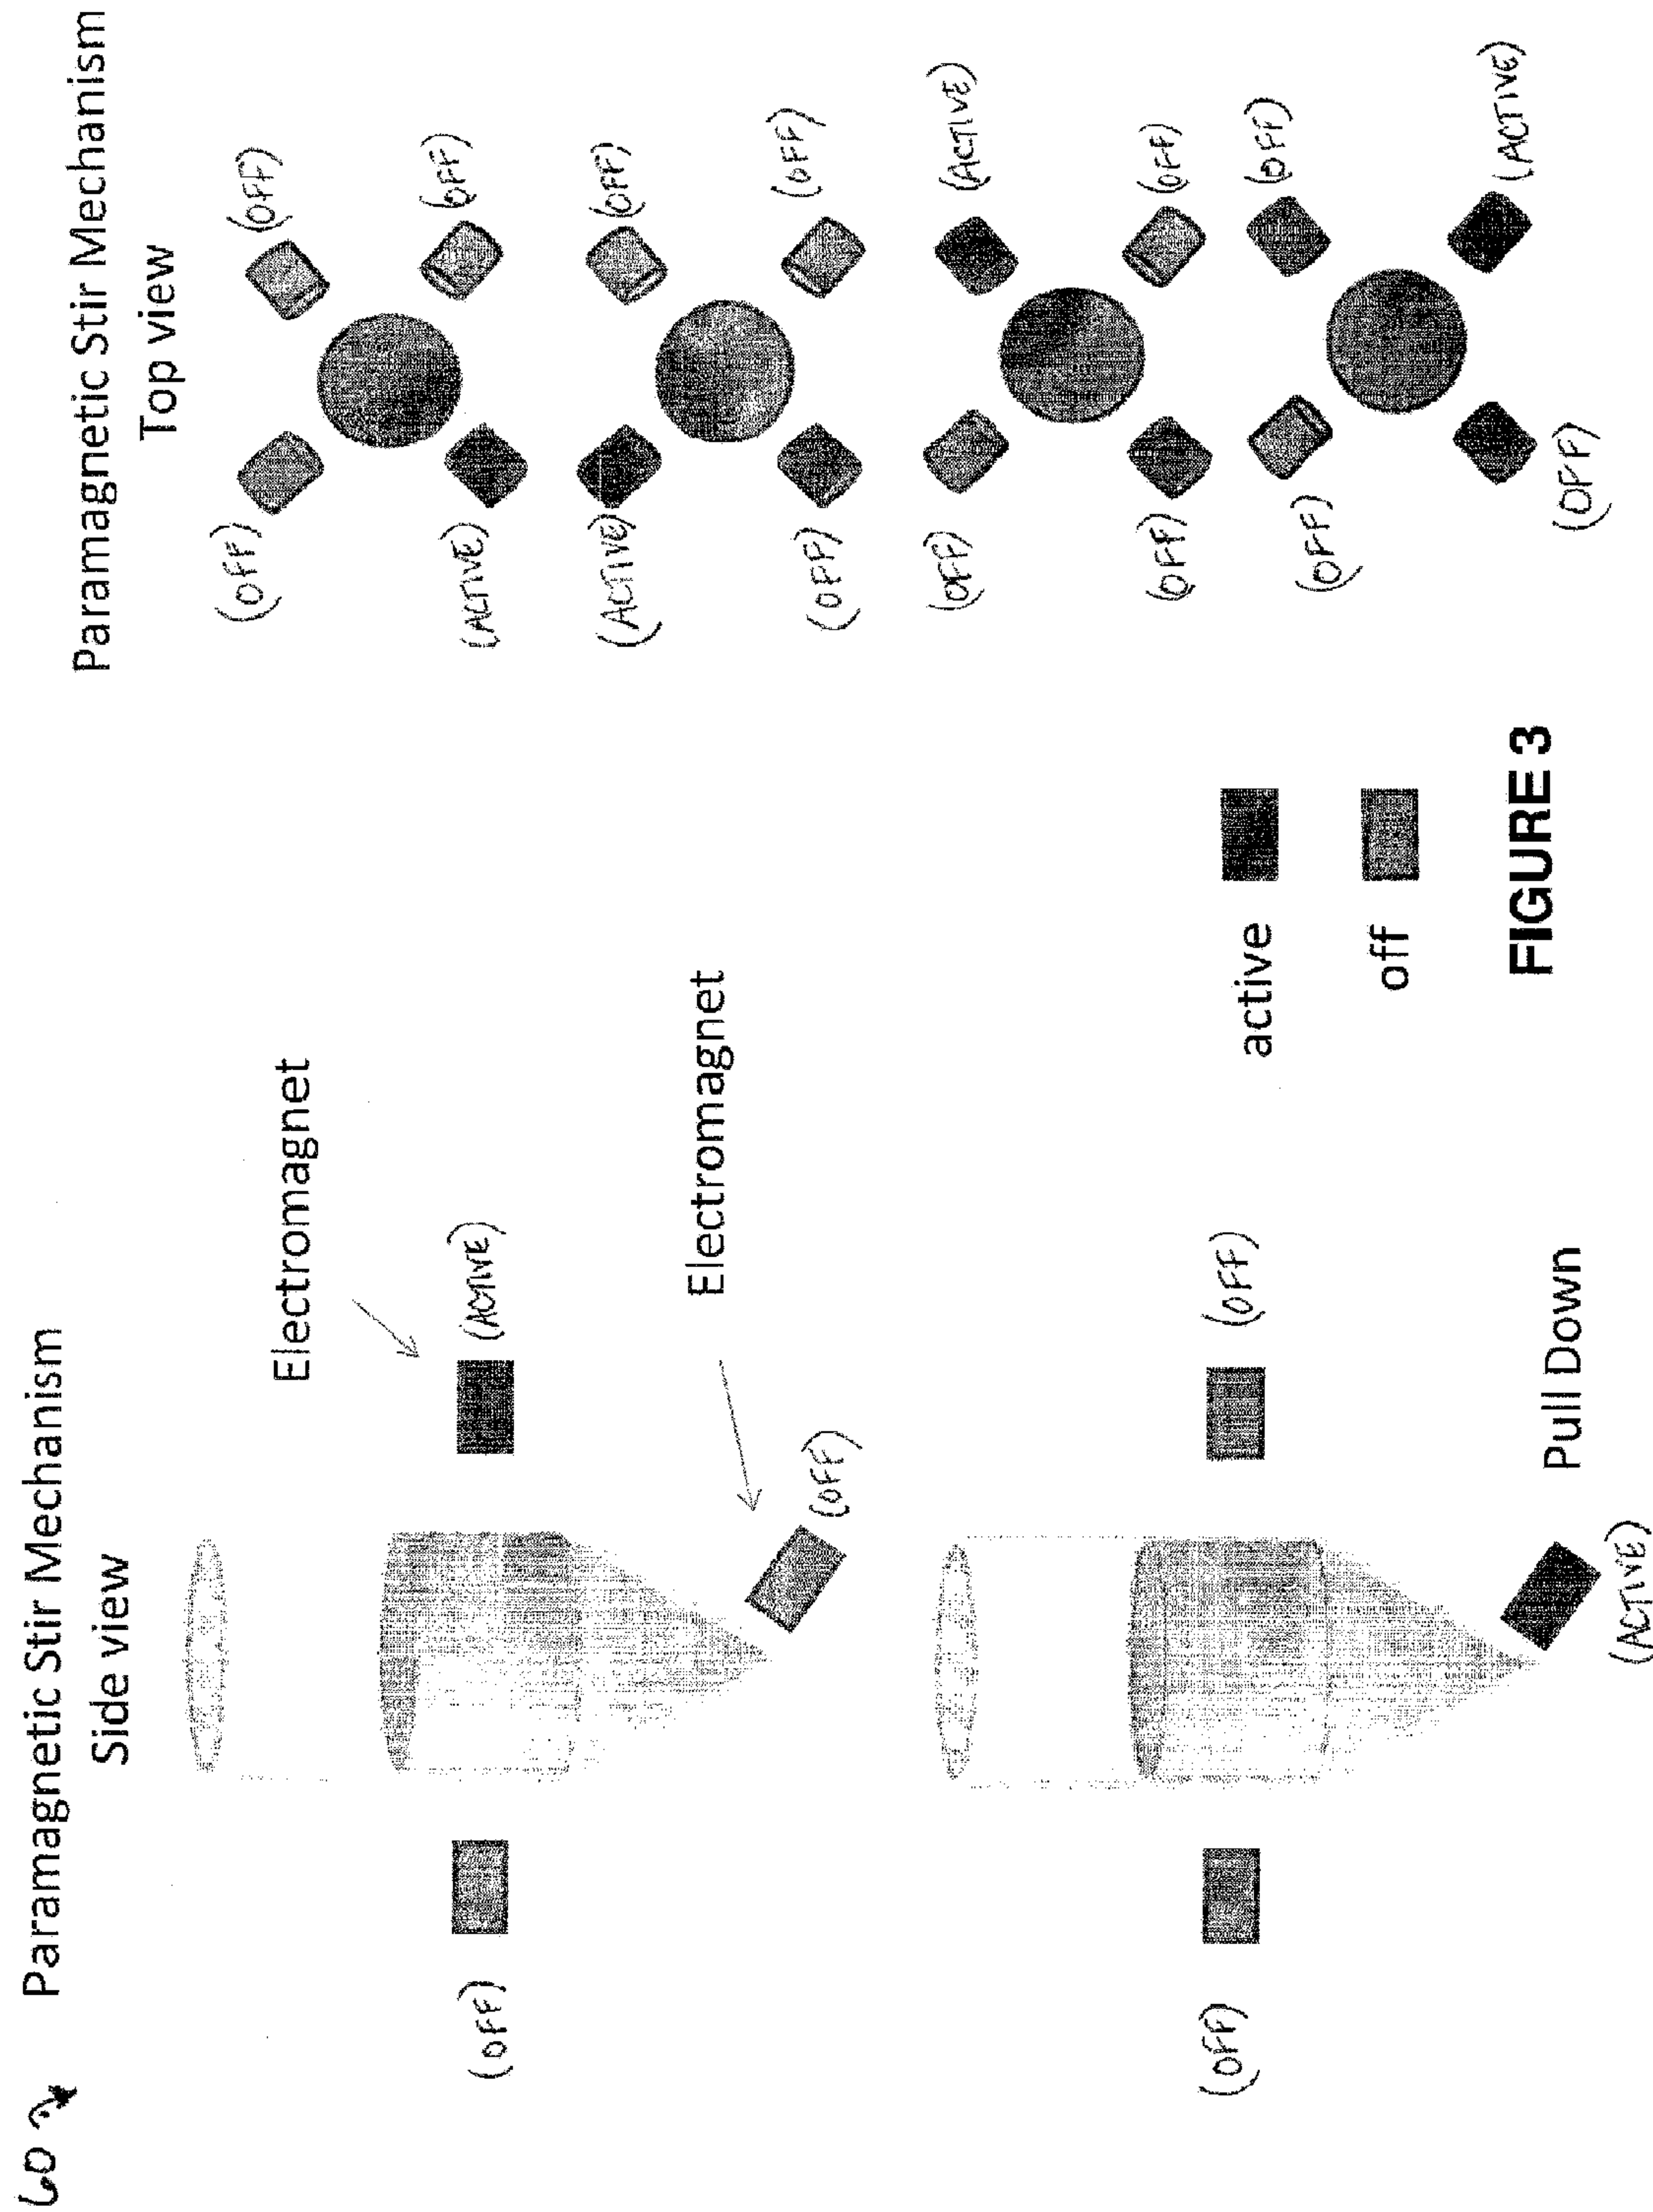 60
Paramagnetic Stir Mechanism
Side view
Electromagnet
(OFF)
(ACTIVE)
Electromagnet
(OFF)
(OFF)
(OFF)
Pull Down
(ACTIVE)
active
off
FIGURE 3
Paramagnetic Stir Mechanism
Top view
(OFF)
(OFF)
(ACTIVE)
(OFF)
(ACTIVE)
(OFF)
(OFF)
(OFF)
(OFF)
(ACTIVE)
(OFF)
(OFF)
(OFF)
(OFF)
(OFF)
(ACTIVE)